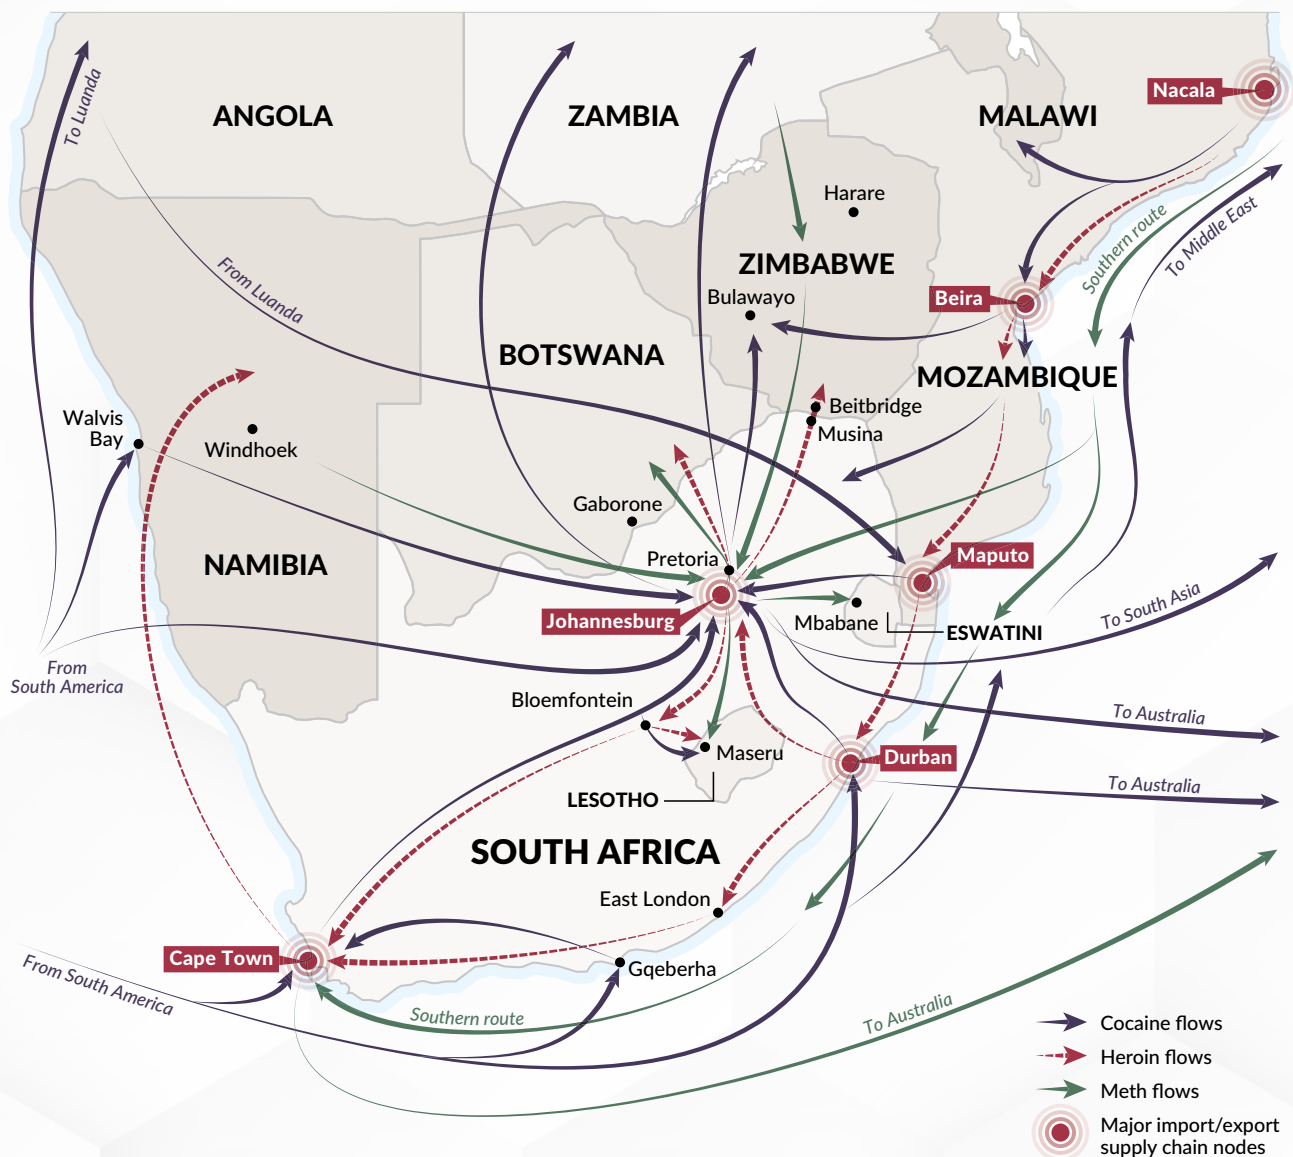 ANGOLA
ZAMBIA
MALAWI
Nacala
To Luanda
Harare
ZIMBABWE
Southern route
To Middle East
From Luanda
Bulawayo
Beira
BOTSWANA
MOZAMBIQUE
Walvis
Bay
Windhoek
Beitbridge
Musina
Gaborone
NAMIBIA
Pretoria
Maputo
Johannesburg
Mbabane
ESWATINI
To South Asia
From
South America
Bloemfontein
Maseru
Durban
To Australia
To Australia
LESOTHO
SOUTH AFRICA
East London
Cape Town
Gqeberha
From South America
Southern route
To Australia
Cocaine flows
Heroin flows
Meth flows
Major import/export
supply chain nodes